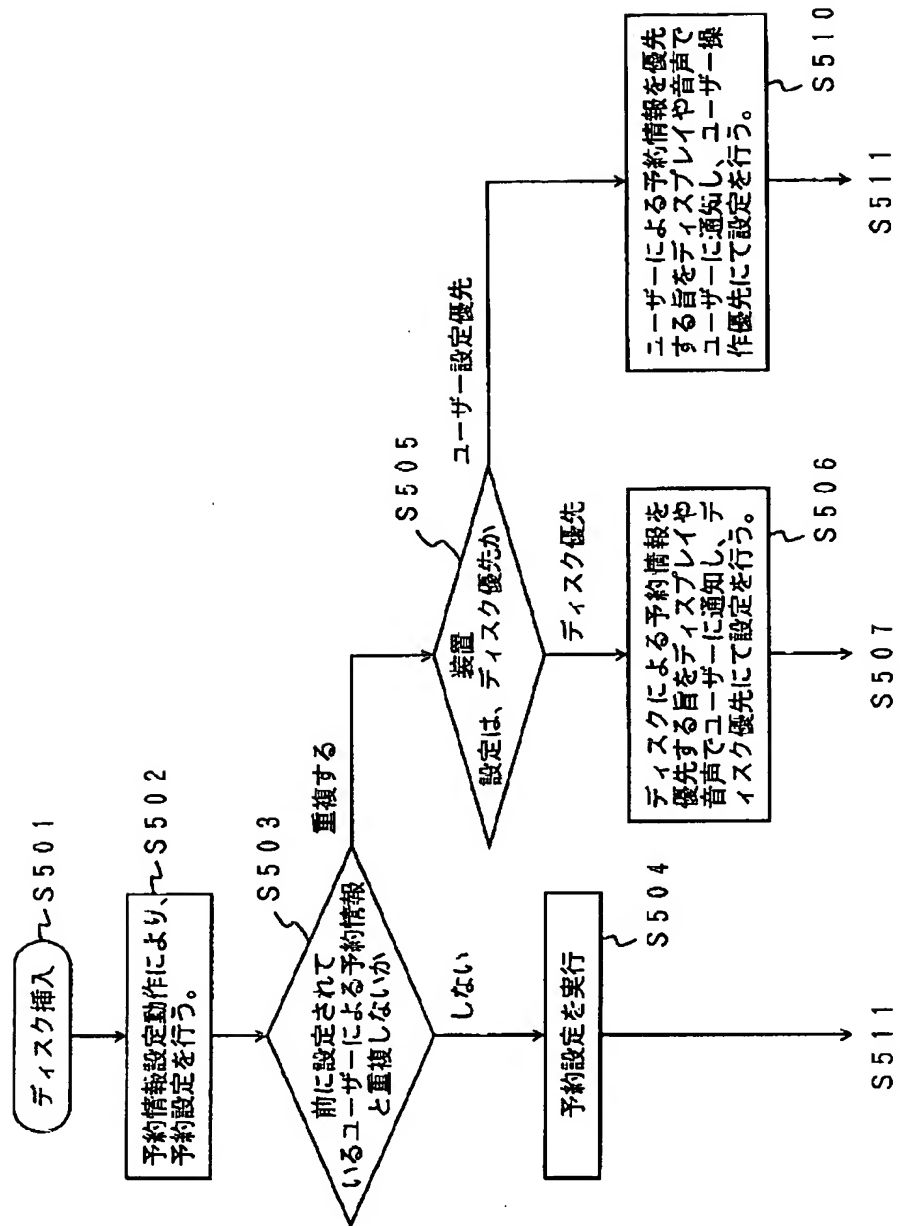 ディスク挿入
S501
予約情報設定動作により、
予約設定を行う。
S502
前に設定されて
いるユーザーによる予約情報
と重複しないか
S503
重複する
しない
予約設定を実行
S504
S511
装置
設定は、ディスク優先か
S505
ユーザー設定優先
ディスク優先
ディスクによる予約情報を
優先する旨をディスプレイや
音声でユーザーに通知し、デ
ィスク優先にて設定を行う。
S506
S507
ユーザーによる予約情報を優先
する旨をディスプレイや音声で
ユーザーに通知し、ユーザー操
作優先にて設定を行う。
S510
S511